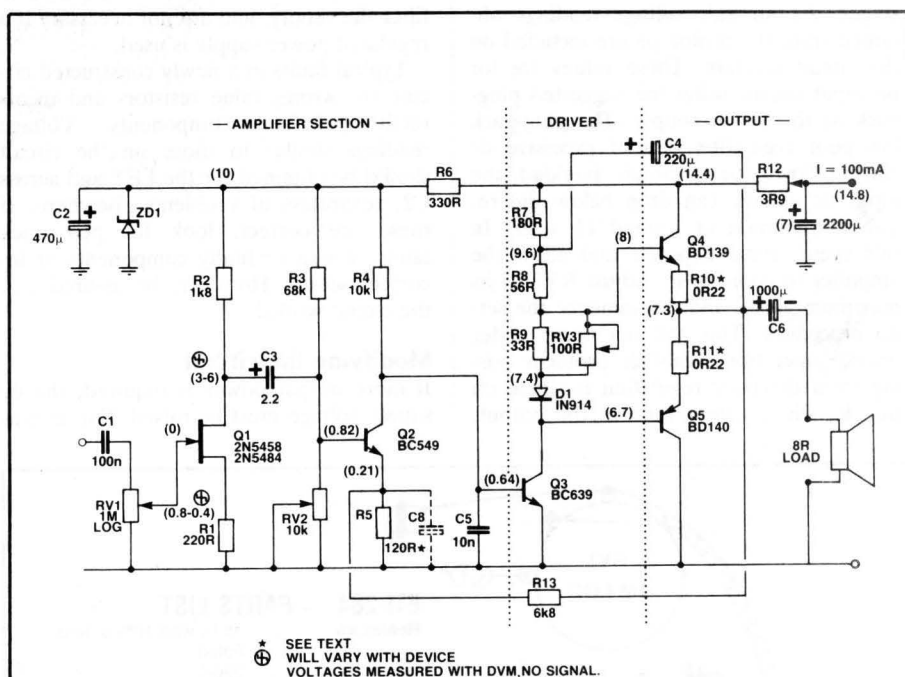 — AMPLIFIER SECTION —
— DRIVER —
— OUTPUT —
C4
220µ
I = 100mA
(10)
R6
330R
(14.4)
R12
3R9
(14.8)
C2
470µ
ZD1
R7
180R
(7)
2200µ
R2
1k8
R3
68k
R4
10k
(9.6)
(8)
Q4
BD139
R8
56R
R10*
0R22
1000µ
(7.3)
C6
R9
33R
RV3
100R
(3-6)
C3
2.2
(7.4)
R11*
0R22
D1
IN914
C1
100n
(0)
Q1
2N5458
2N5484
(0.82)
Q2
BC549
(6.7)
Q5
BD140
8R
LOAD
(0.21)
(0.64)
Q3
BC639
RV1
1M
LOG
(0.8-0.4)
R1
220R
RV2
10k
R5
120R*
C8
C5
10n
R13
6k8
★ SEE TEXT
⊕ WILL VARY WITH DEVICE
VOLTAGES MEASURED WITH DVM,NO SIGNAL.